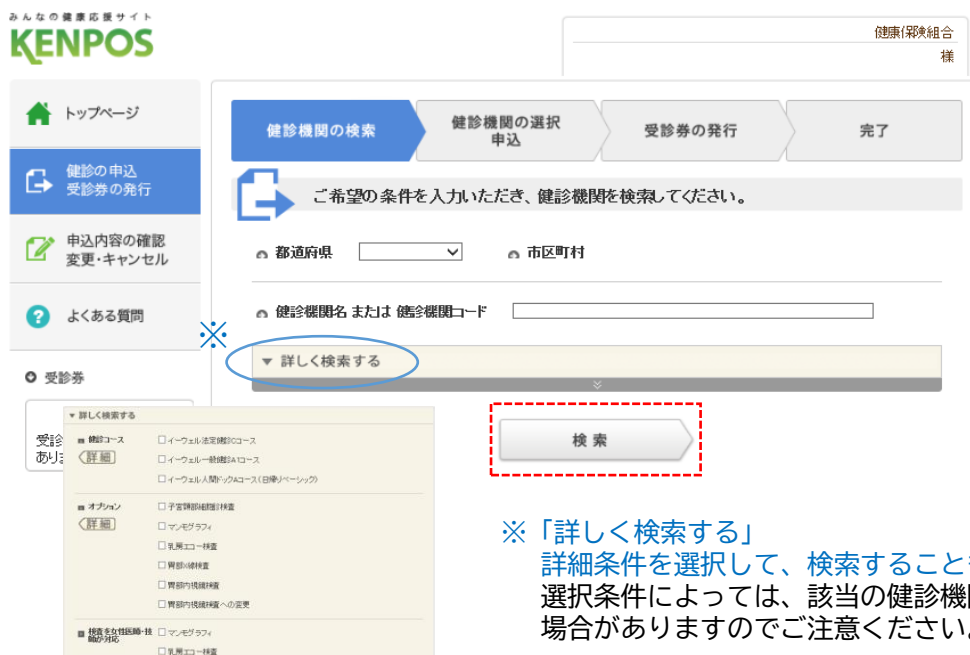 みんなの健康応援サイト
KENPOS
健康保険組合
様
トップページ
健診の申込
受診券の発行
申込内容の確認
変更・キャンセル
よくある質問
受診券
受診
あり
健診機関の検索
健診機関の選択
申込
受診券の発行
完了
ご希望の条件を入力いただき、健診機関を検索してください。
都道府県
市区町村
健診機関名 または 健診機関コード
※
▼ 詳しく検索する
検 索
▼ 詳しく検索する
健診コース
詳 細
イーウェル法定健診Cコース
イーウェル一般健診A1コース
イーウェル人間ドックAコース(日帰りベーシック)
オプション
詳 細
子宮頸部細胞診検査
マンモグラフィ
乳房エコー検査
胃部X線検査
胃部内視鏡検査
胃部内視鏡検査への変更
検査を女性医師・技
師が対応
マンモグラフィ
乳房エコー検査
※「詳しく検索する」
詳細条件を選択して、検索すること
選択条件によっては、該当の健診機
場合がありますのでご注意ください。